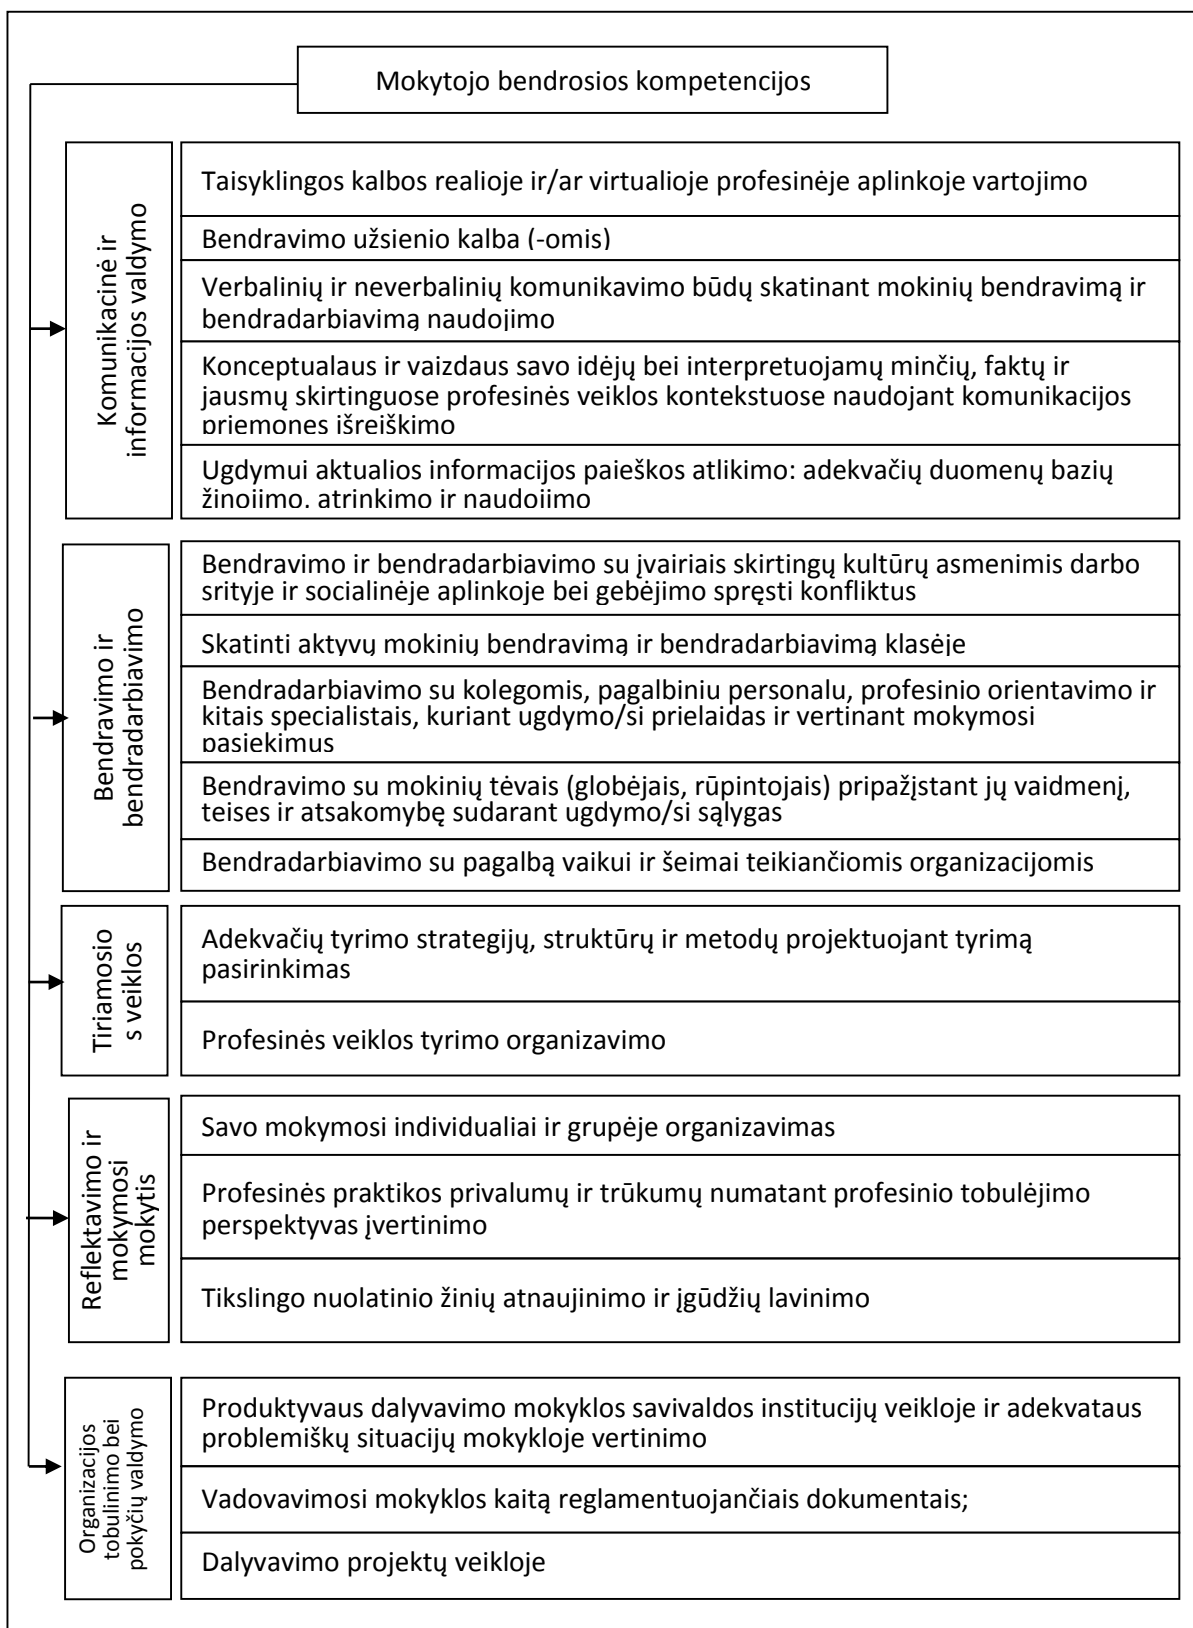 Mokytojo bendrosios kompetencijos
Komunikacinė ir
informacijos valdymo
Taisyklingos kalbos realioje ir/ar virtualioje profesinėje aplinkoje vartojimo
Bendravimo užsienio kalba (-omis)
Verbalinių ir neverbalinių komunikavimo būdų skatinant mokinių bendravimą ir
bendradarbiavimą naudojimo
Konceptualaus ir vaizdaus savo idėjų bei interpretuojamų minčių, faktų ir
jausmų skirtinguose profesinės veiklos kontekstuose naudojant komunikacijos
priemones išreiškimo
Ugdymui aktualios informacijos paieškos atlikimo: adekvačių duomenų bazių
žinojimo, atrinkimo ir naudojimo
Bendravimo ir
bendradarbiavimo
Bendravimo ir bendradarbiavimo su įvairiais skirtingų kultūrų asmenimis darbo
srityje ir socialinėje aplinkoje bei gebėjimo spręsti konfliktus
Skatinti aktyvų mokinių bendravimą ir bendradarbiavimą klasėje
Bendradarbiavimo su kolegomis, pagalbiniu personalu, profesinio orientavimo ir
kitais specialistais, kuriant ugdymo/si prielaidas ir vertinant mokymosi
pasiekimus
Bendravimo su mokinių tėvais (globėjais, rūpintojais) pripažįstant jų vaidmenį,
teises ir atsakomybę sudarant ugdymo/si sąlygas
Bendradarbiavimo su pagalbą vaikui ir šeimai teikiančiomis organizacijomis
Tiriamosio
s veiklos
Adekvačių tyrimo strategijų, struktūrų ir metodų projektuojant tyrimą
pasirinkimas
Profesinės veiklos tyrimo organizavimo
Reflektavimo ir
mokymosi
mokytis
Savo mokymosi individualiai ir grupėje organizavimas
Profesinės praktikos privalumų ir trūkumų numatant profesinio tobulėjimo
perspektyvas įvertinimo
Tikslingo nuolatinio žinių atnaujinimo ir įgūdžių lavinimo
Organizacijos
tobulinimo bei
pokyčių valdymo
Produktyvaus dalyvavimo mokyklos savivaldos institucijų veikloje ir adekvataus
problemiškų situacijų mokykloje vertinimo
Vadovavimosi mokyklos kaitą reglamentuojančiais dokumentais;
Dalyvavimo projektų veikloje